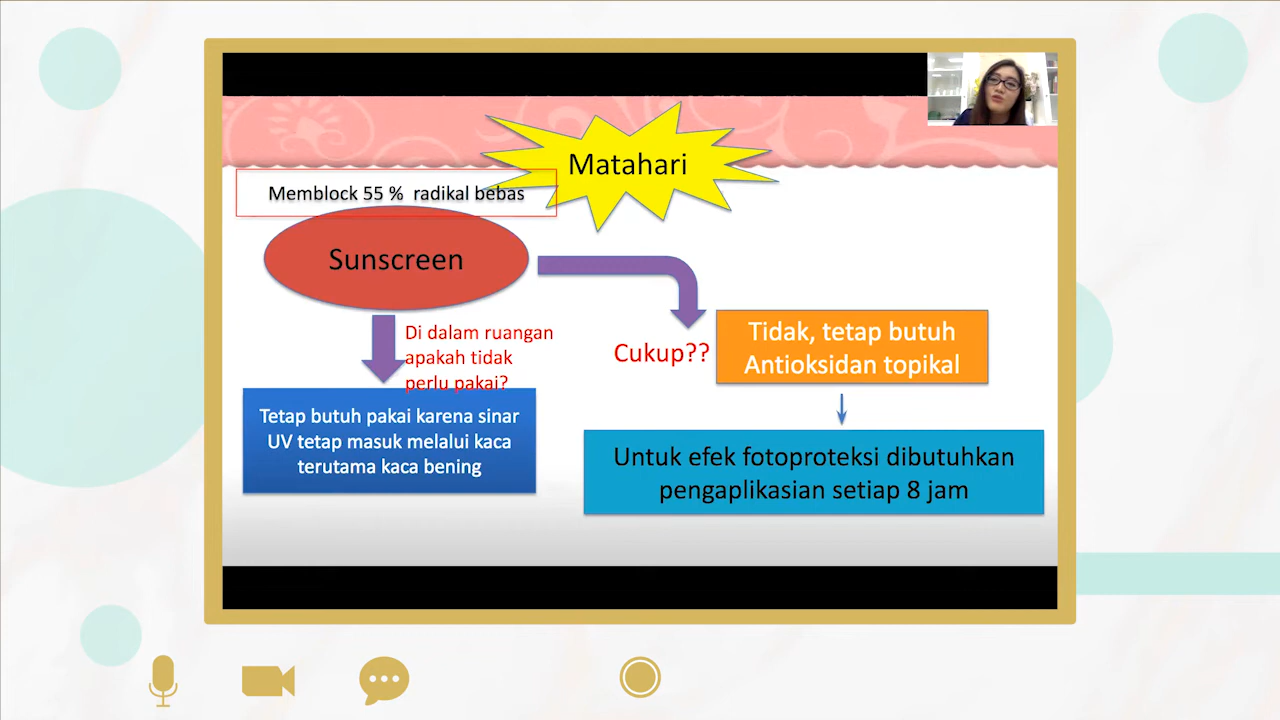 Matahari
Memblock 55 % radikal bebas
Sunscreen
Di dalam ruangan
apakah tidak
perlu pakai?
Cukup??
Tidak, tetap butuh
Antioksidan topikal
Tetap butuh pakai karena sinar
UV tetap masuk melalui kaca
terutama kaca bening
Untuk efek fotoproteksi dibutuhkan
pengaplikasian setiap 8 jam